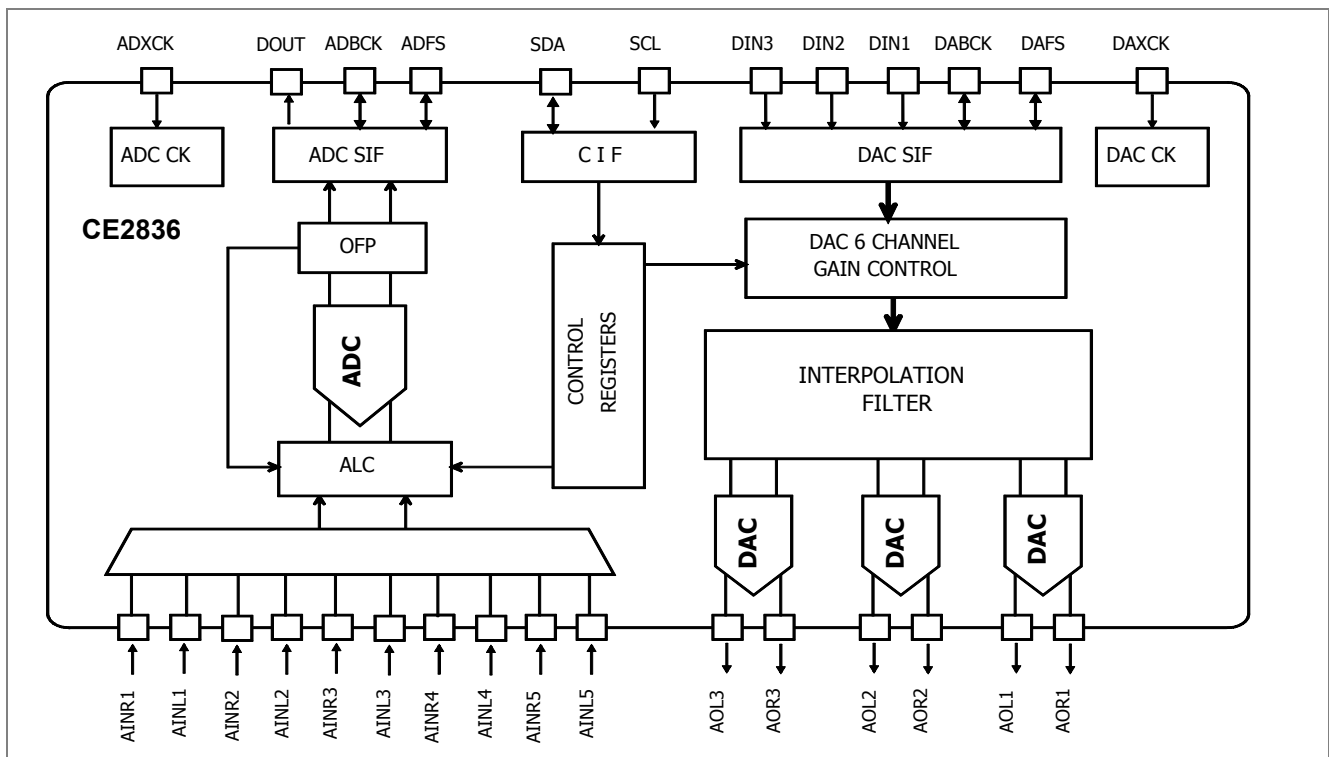 ADXCK
DOUT
ADBCK
ADFS
SDA
SCL
DIN3
DIN2
DIN1
DABCK
DAFS
DAXCK
ADC CK
ADC SIF
C I F
DAC SIF
DAC CK
CE2836
OFP
DAC 6 CHANNEL
GAIN CONTROL
ADC
CONTROL
REGISTERS
INTERPOLATION
FILTER
ALC
DAC
DAC
DAC
AINR1
AINL1
AINR2
AINL2
AINR3
AINL3
AINR4
AINL4
AINR5
AINL5
AOL3
AOR3
AOL2
AOR2
AOL1
AOR1